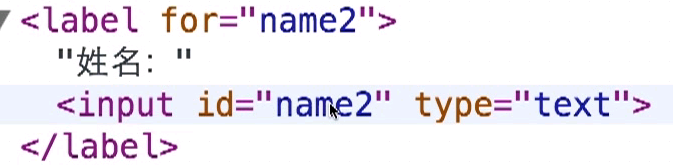 <label for="name2">
"姓名: "
<input id="name2" type="text">
</label>